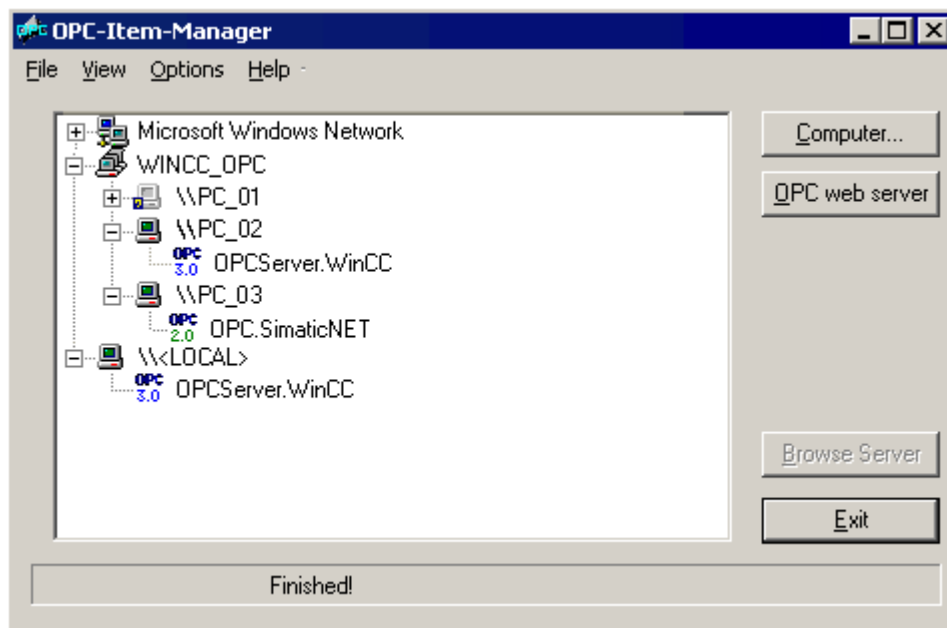 OPC-Item-Manager
File View Options Help
Microsoft Windows Network
WINCC_OPC
\\PC_01
\\PC_02
OPC 3.0 OPCServer.WinCC
\\PC_03
OPC 2.0 OPC.SimaticNET
\\<LOCAL>
OPC 3.0 OPCServer.WinCC
Computer...
OPC web server
Browse Server
Exit
Finished!